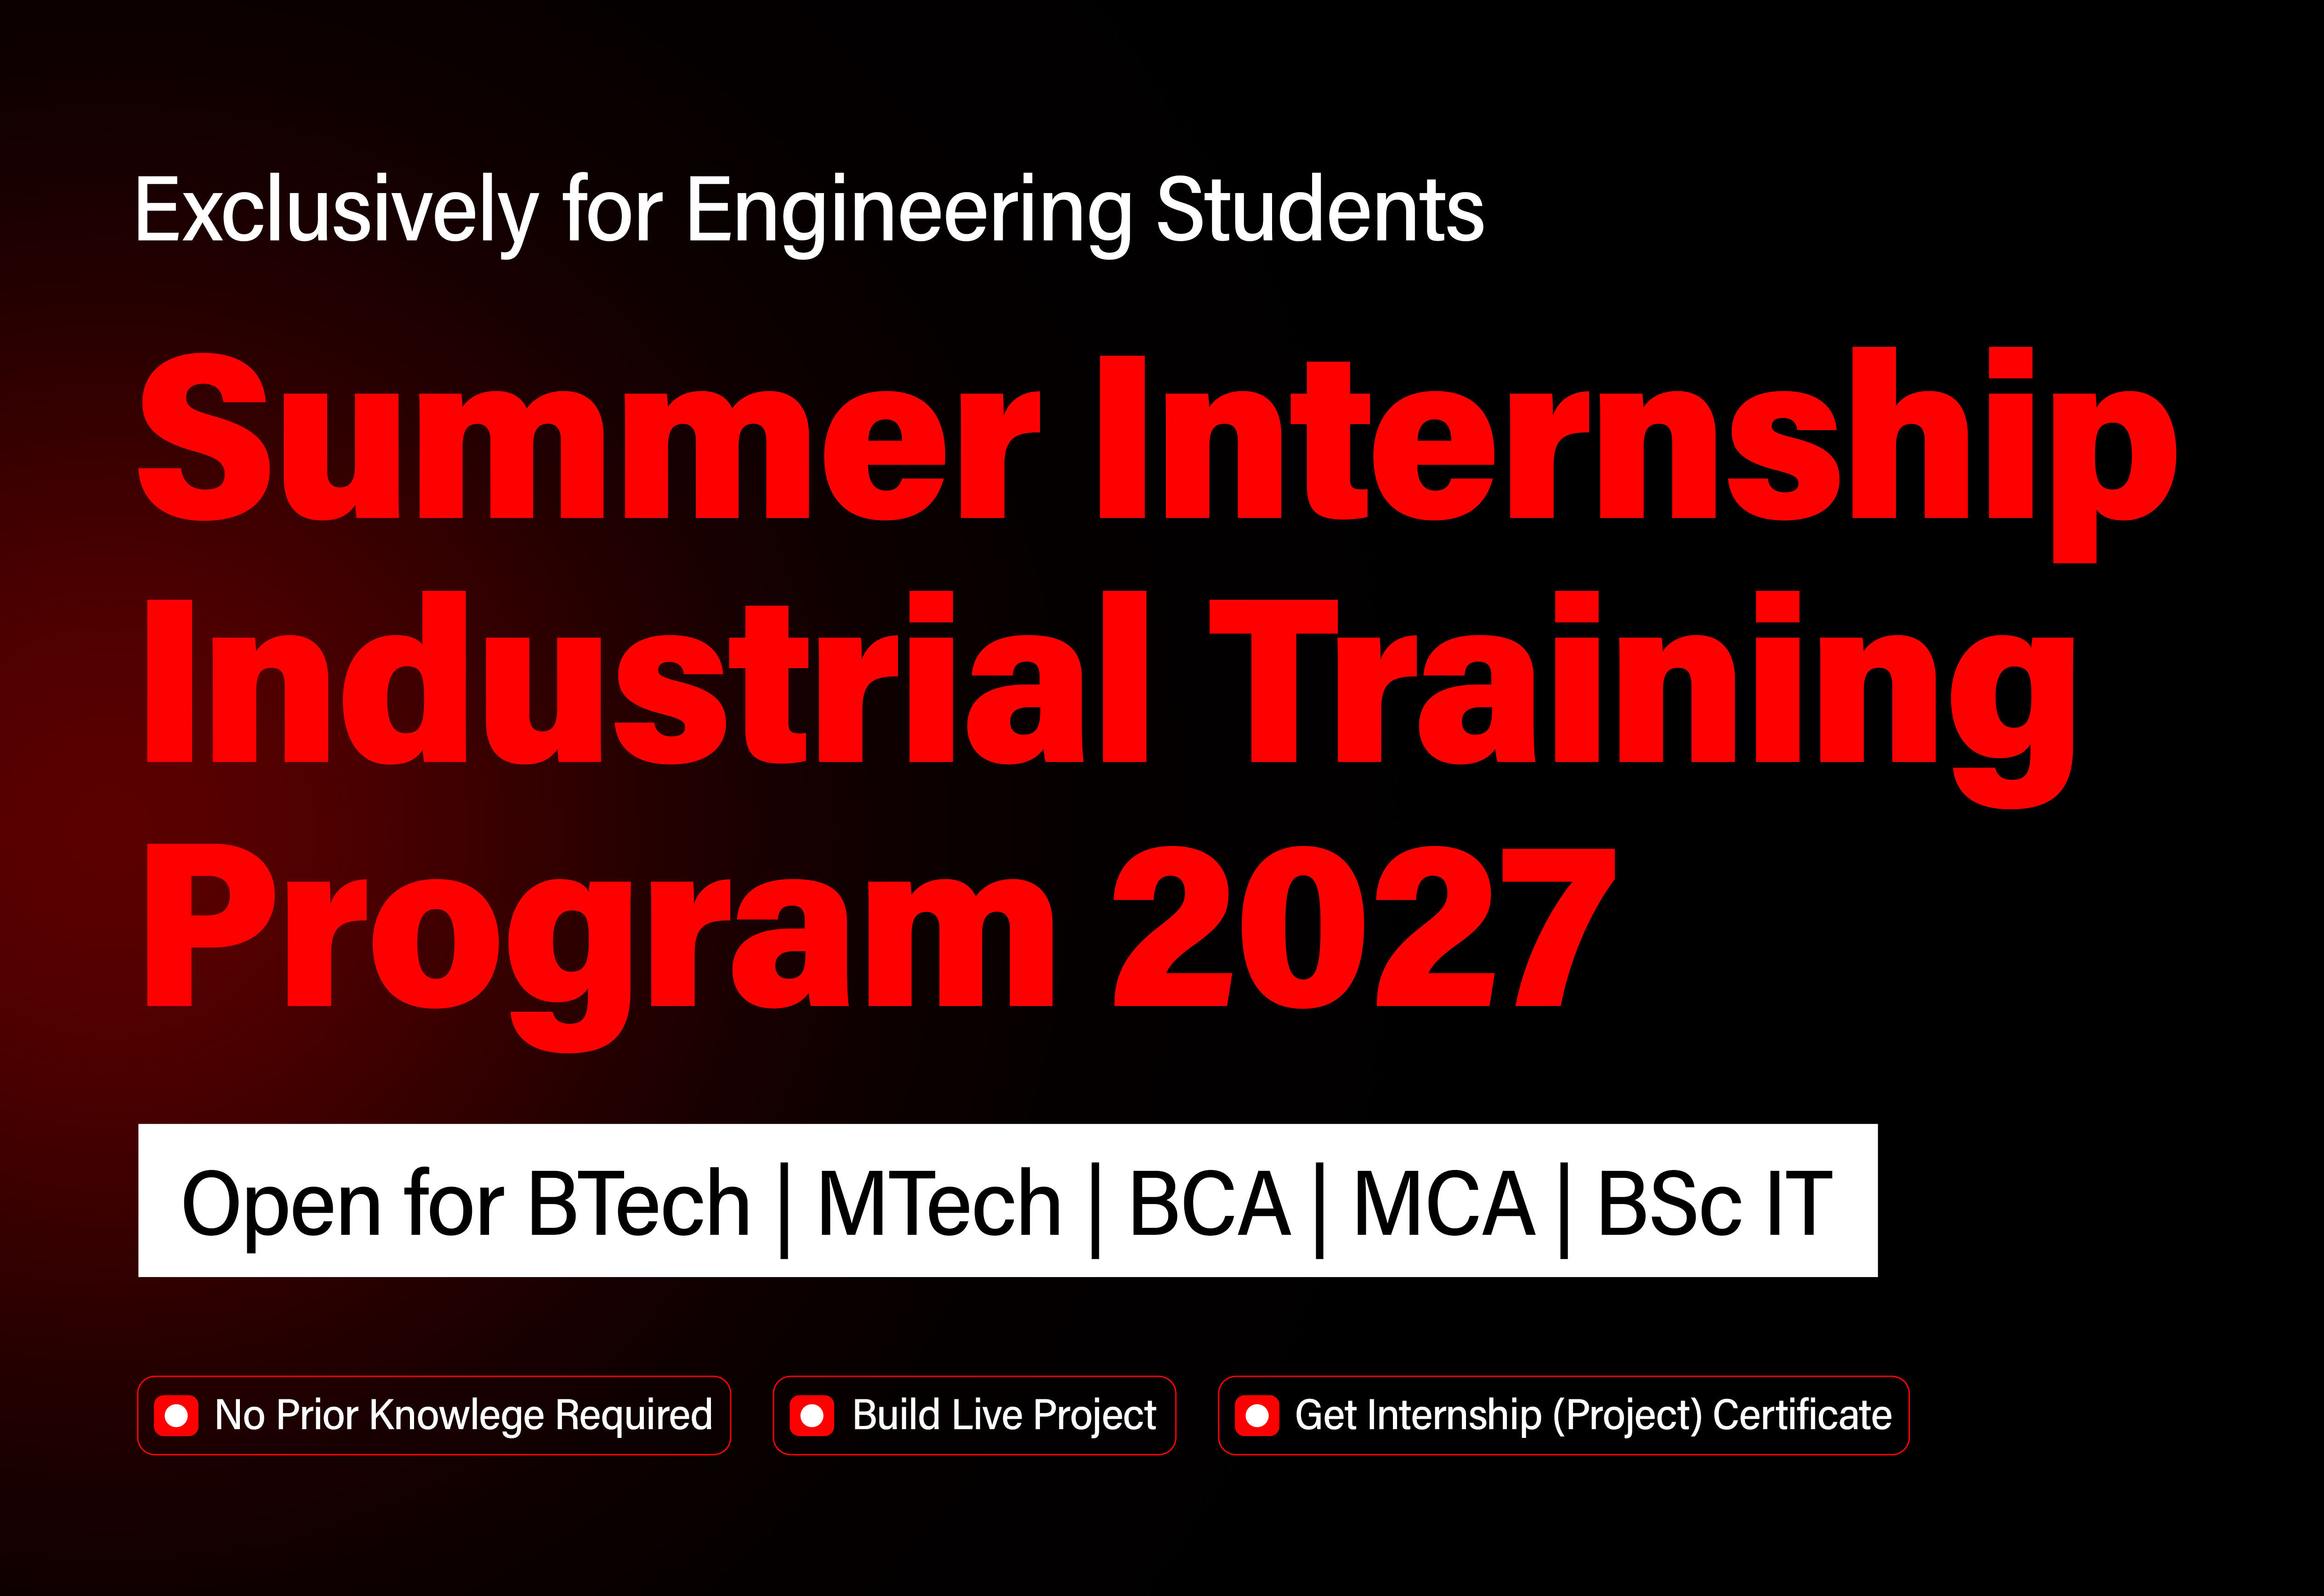 Exclusively for Engineering Students
Summer Internship
Industrial Training
Program 2027
Open for BTech | MTech | BCA | MCA | BSc IT
No Prior Knowlege Required
Build Live Project
Get Internship (Project) Certificate